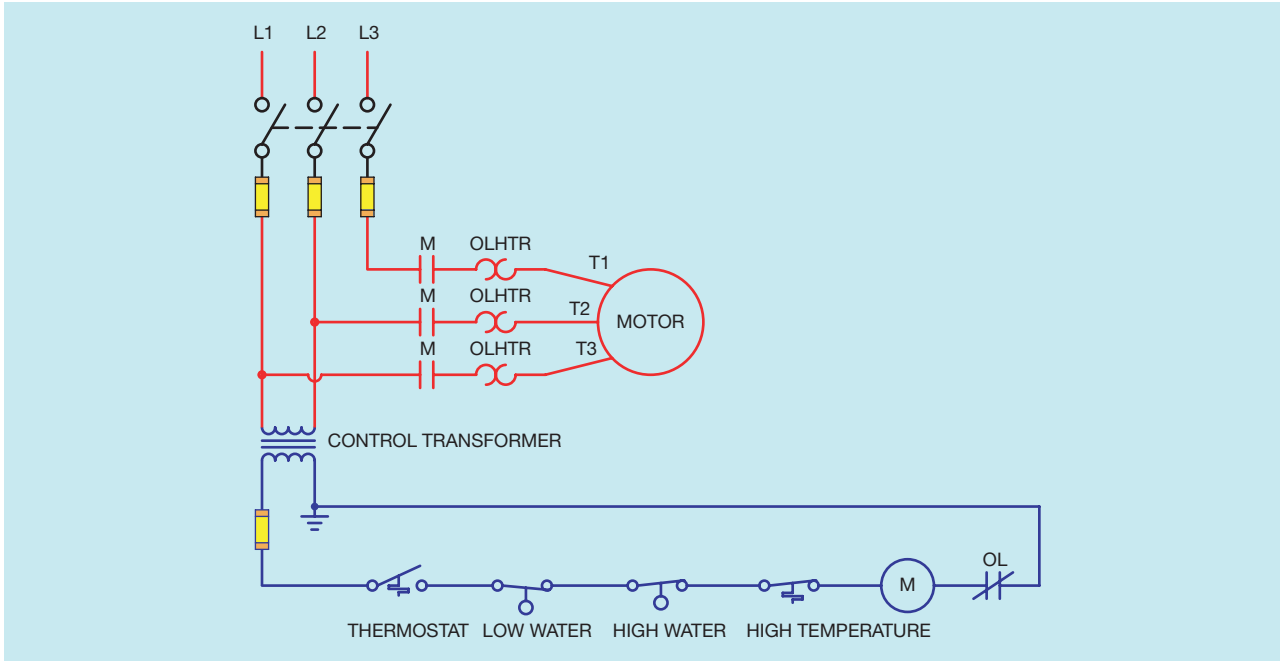 L1 L2 L3
M OLHTR T1
M OLHTR T2
M OLHTR T3
MOTOR
CONTROL TRANSFORMER
M
OL
THERMOSTAT LOW WATER HIGH WATER HIGH TEMPERATURE